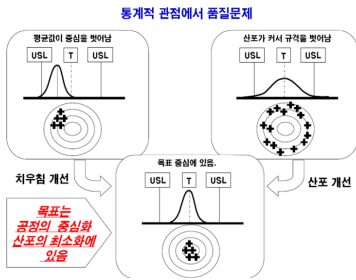 통계적 관점에서 품질문제
평균값이 중심을 벗어남
USL T USL
산포가 커서 규격을 벗어남
USL T USL
치우침 개선
목표 중심에 있음.
USL T USL
산포 개선
목표는
공정의 중심화
산포의 최소화에
있음